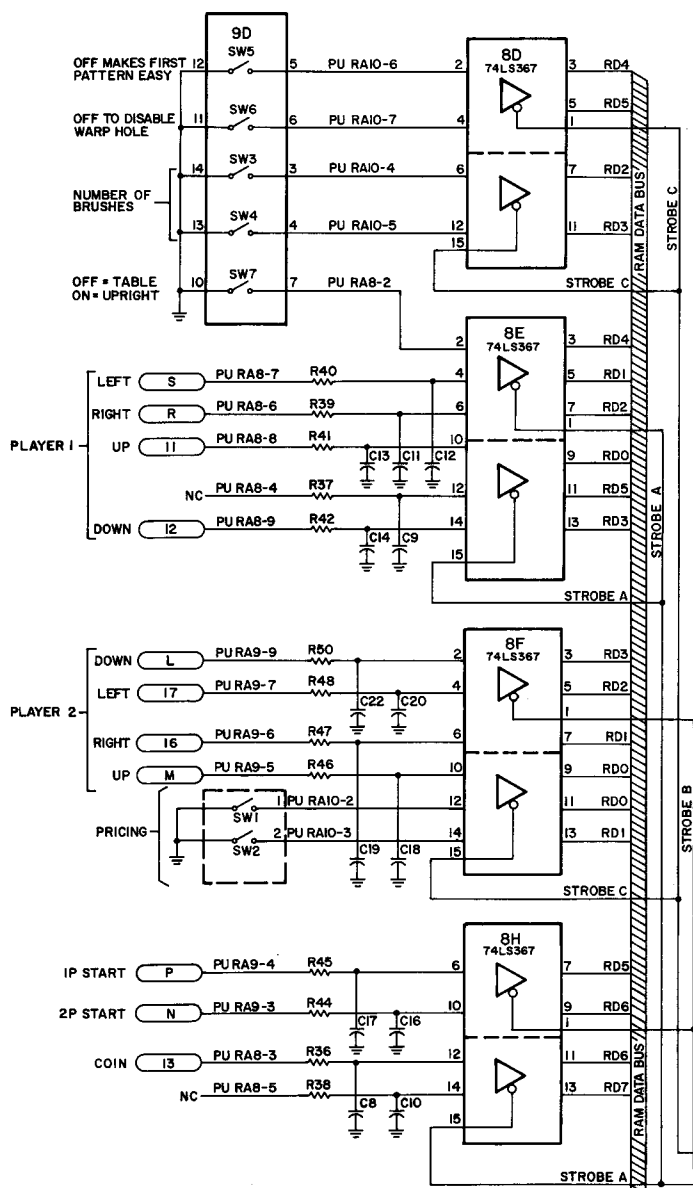 9D
8D
74LS367
OFF MAKES FIRST
PATTERN EASY
12 SW5 5 PU RA10-6 2 3 RD4
5 RD5
1
OFF TO DISABLE
WARP HOLE
11 SW6 6 PU RA10-7 4
NUMBER OF
BRUSHES
14 SW3 3 PU RA10-4 6 7 RD2
13 SW4 4 PU RA10-5 12 11 RD3
15
STROBE C
OFF = TABLE
ON = UPRIGHT
10 SW7 7 PU RA8-2
RAM DATA BUS
STROBE C
8E
74LS367
2 3 RD4
PLAYER 1
LEFT S PU RA8-7 R40 4 5 RD1
RIGHT R PU RA8-6 R39 6 7 RD2
1
UP 11 PU RA8-8 R41 10 9 RD0
C13 C11 C12
NC PU RA8-4 R37 12 11 RD5
DOWN 12 PU RA8-9 R42 14 13 RD3
C14 C9
15
STROBE A
STROBE A
8F
74LS367
PLAYER 2
DOWN L PU RA9-9 R50 2 3 RD3
LEFT 17 PU RA9-7 R48 4 5 RD2
C22 C20
1
RIGHT 16 PU RA9-6 R47 6 7 RD1
UP M PU RA9-5 R46 10 9 RD0
PRICING
SW1 1 PU RA10-2 12 11 RD0
SW2 2 PU RA10-3 14 13 RD1
C19 C18
15
STROBE C
STROBE B
8H
74LS367
1P START P PU RA9-4 R45 6 7 RD5
2P START N PU RA9-3 R44 10 9 RD6
C17 C16
1
COIN 13 PU RA8-3 R36 12 11 RD6
NC PU RA8-5 R38 14 13 RD7
C8 C10
15
STROBE A
RAM DATA BUS